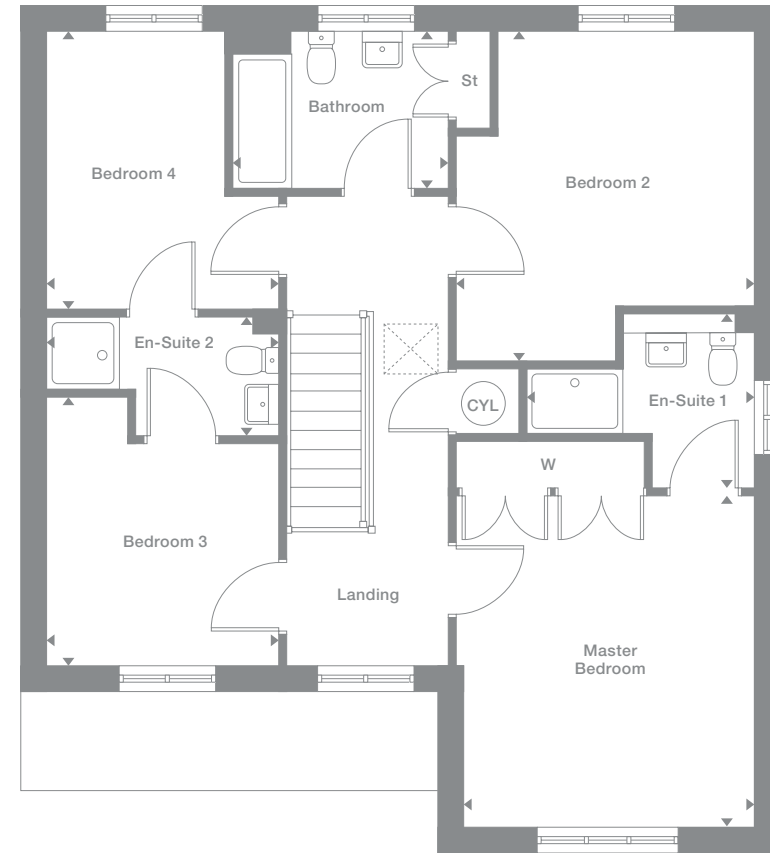 St
Bathroom
Bedroom 4
Bedroom 2
En-Suite 2
En-Suite 1
CYL
W
Bedroom 3
Landing
Master
Bedroom